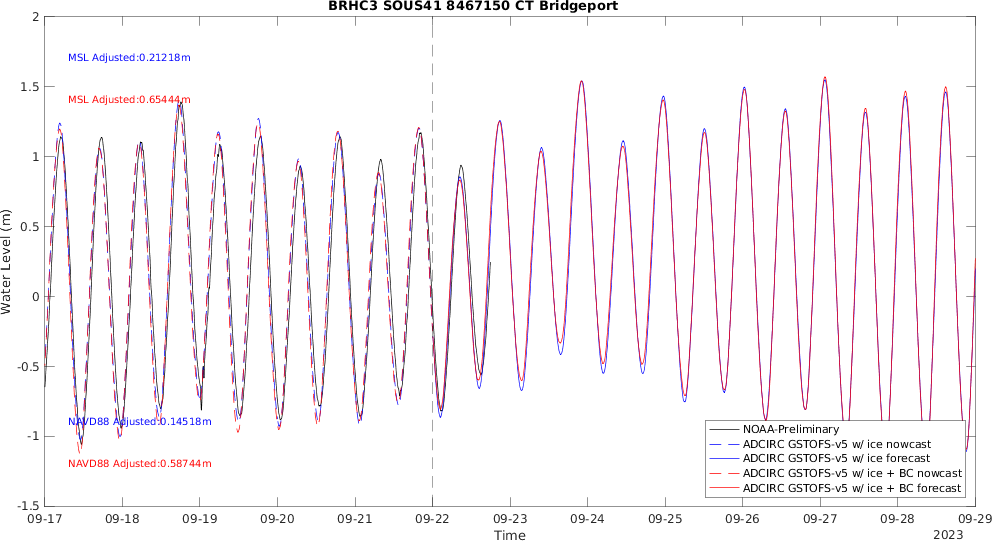 BRHC3 SOUS41 8467150 CT Bridgeport
Water Level (m)
2
1.5
1
0.5
0
-0.5
-1
-1.5
MSL Adjusted:0.21218m
MSL Adjusted:0.65444m
NAVD88 Adjusted:0.14518m
NAVD88 Adjusted:0.58744m
NOAA-Preliminary
ADCIRC GSTOFS-v5 w/ ice nowcast
ADCIRC GSTOFS-v5 w/ ice forecast
ADCIRC GSTOFS-v5 w/ ice + BC nowcast
ADCIRC GSTOFS-v5 w/ ice + BC forecast
09-17 09-18 09-19 09-20 09-21 09-22 09-23 09-24 09-25 09-26 09-27 09-28 09-29
Time
2023